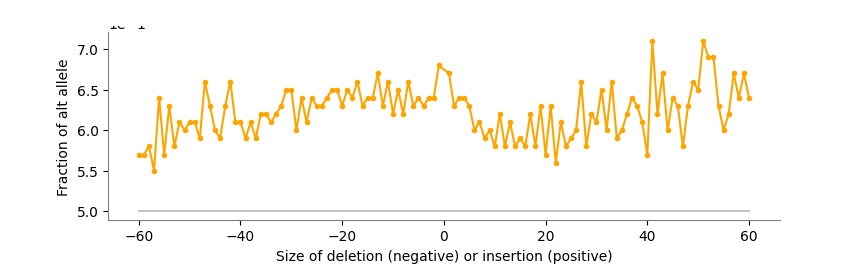 7.0
6.5
6.0
5.5
5.0
Fraction of alt allele
−60 −40 −20 0 20 40 60
Size of deletion (negative) or insertion (positive)